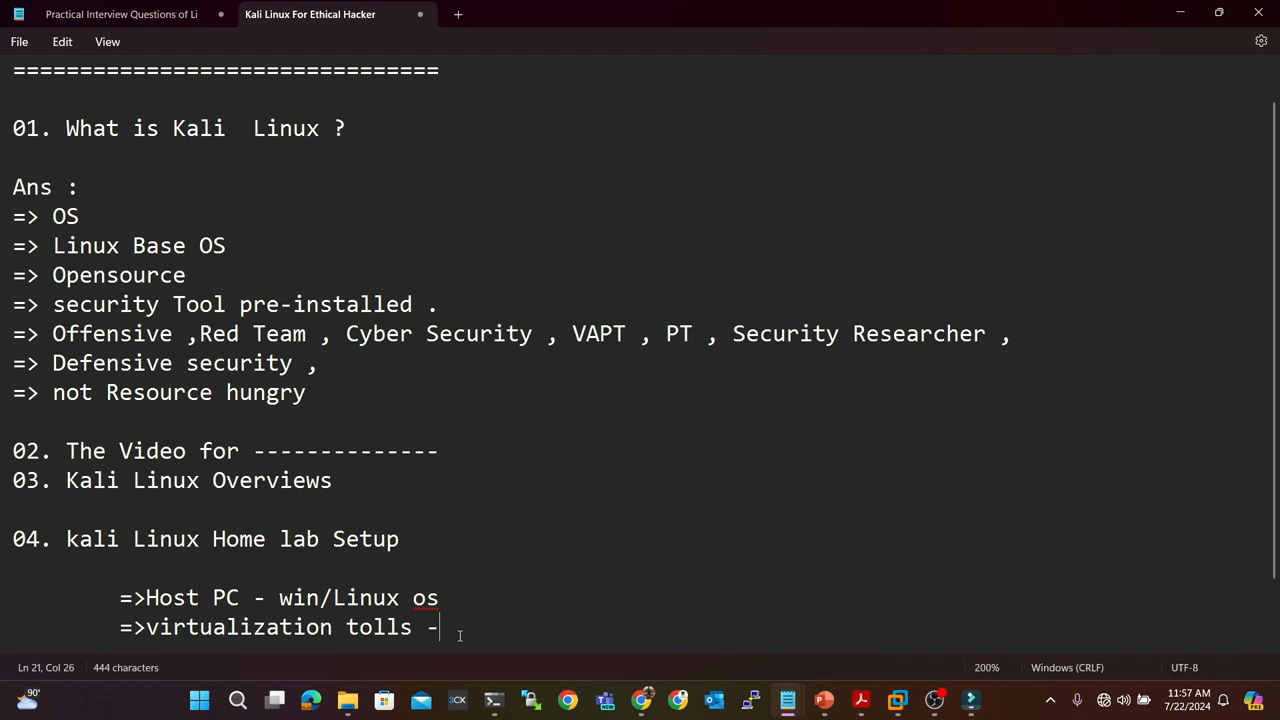 Practical Interview Questions of Li
Kali Linux For Ethical Hacker
File Edit View
================================
01. What is Kali  Linux ?
Ans :
=> OS
=> Linux Base OS
=> Opensource
=> security Tool pre-installed .
=> Offensive ,Red Team , Cyber Security , VAPT , PT , Security Researcher ,
=> Defensive security ,
=> not Resource hungry
02. The Video for --------------
03. Kali Linux Overviews
04. kali Linux Home lab Setup
=>Host PC - win/Linux os
=>virtualization tolls -
Ln 21, Col 26 444 characters 200% Windows (CRLF) UTF-8
90° 11:57 AM
7/22/2024